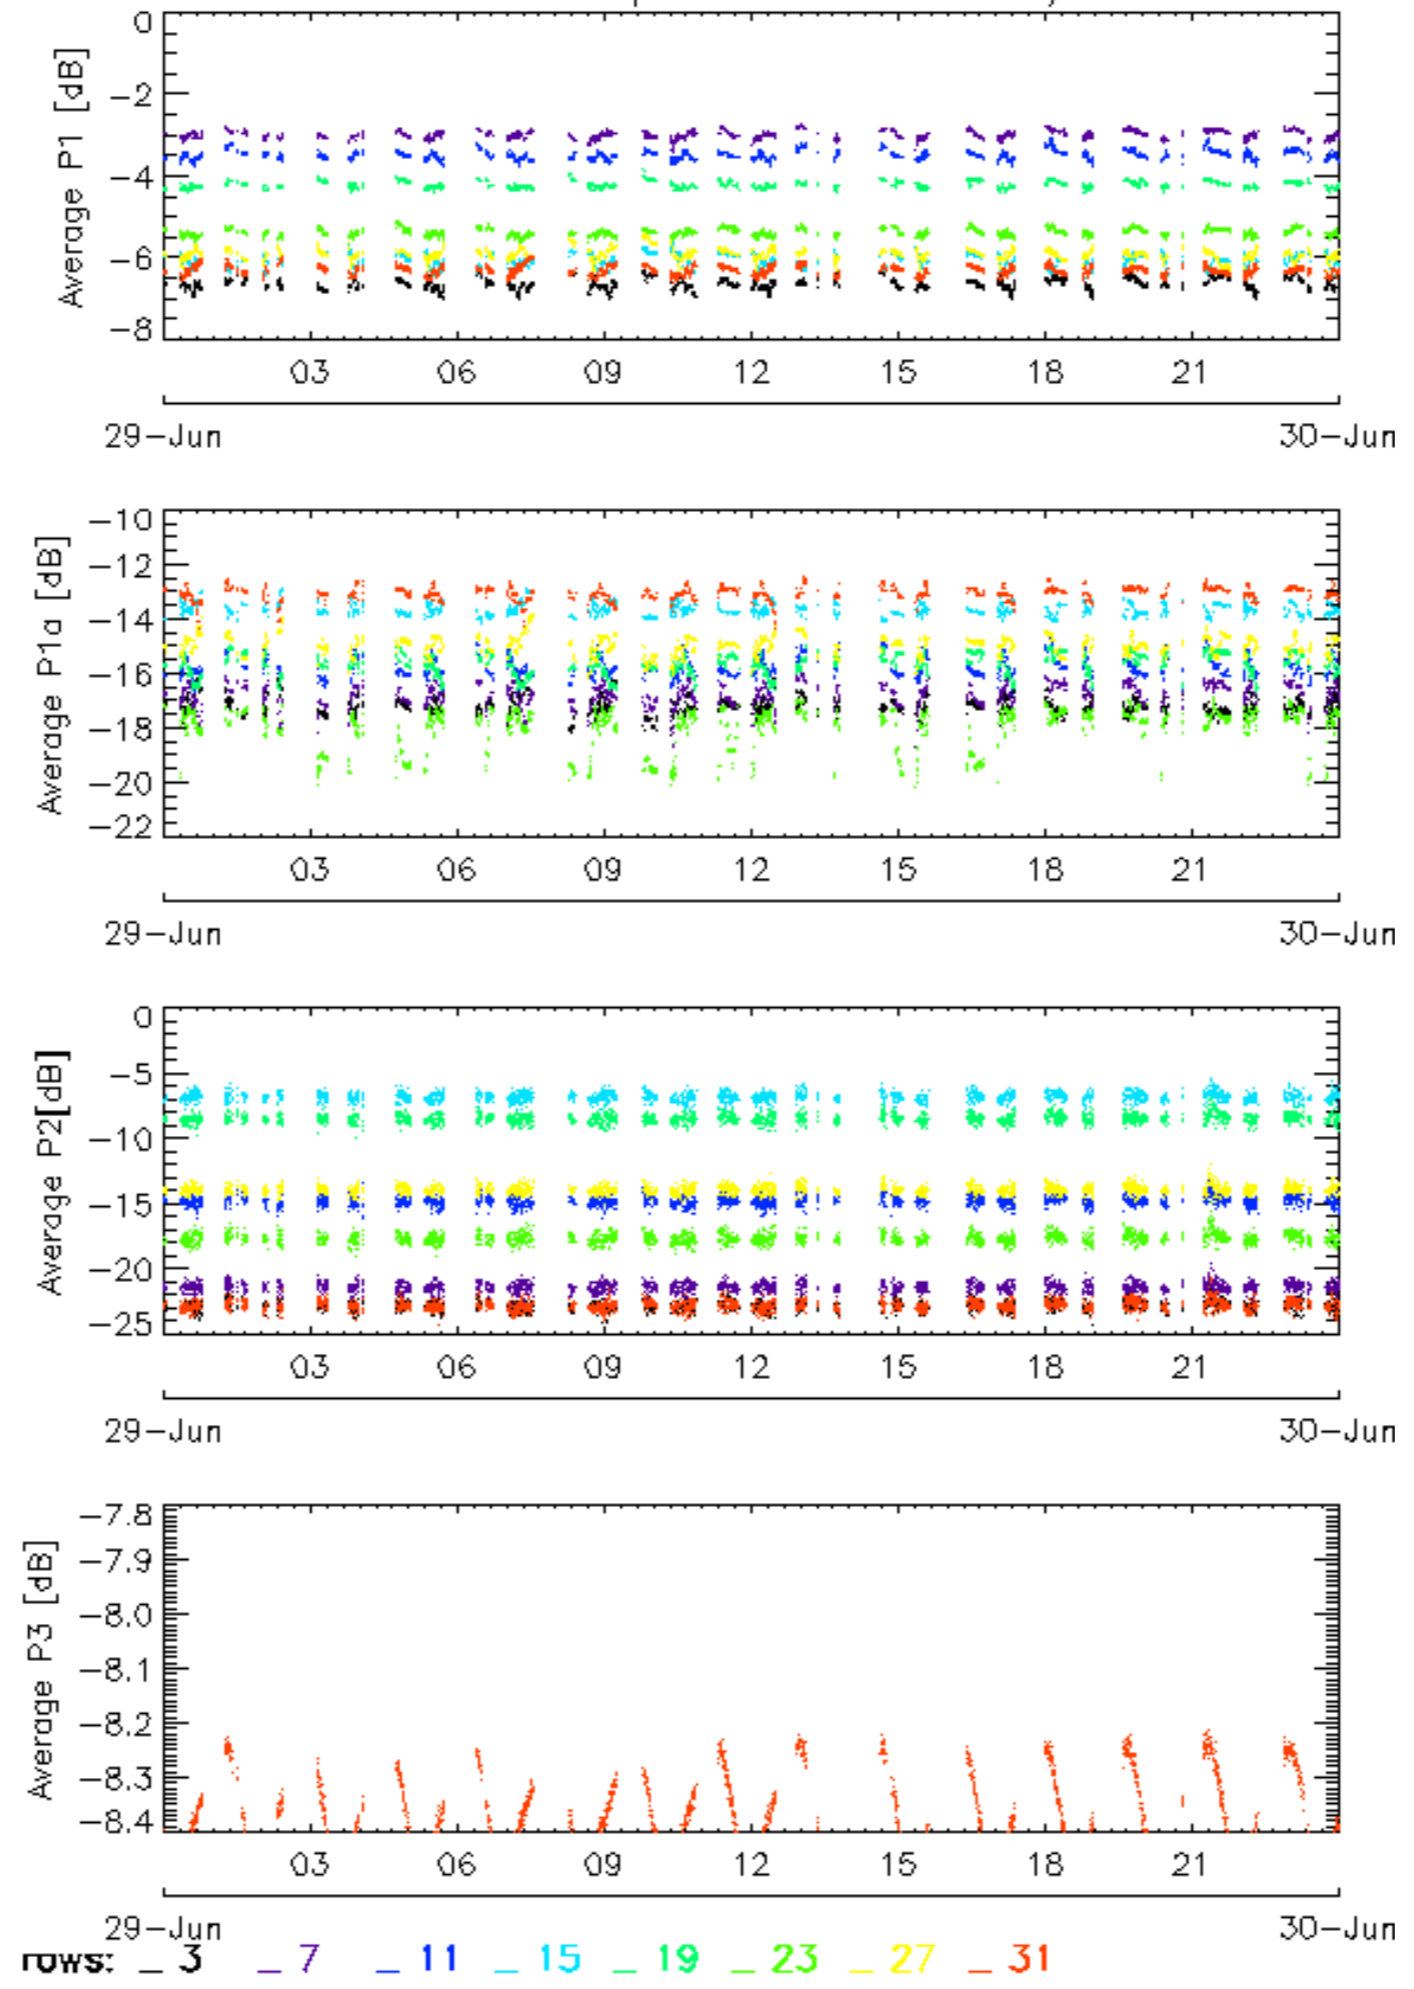 0
−2
−4
−6
−8
Average P1 [dB]
03 06 09 12 15 18 21
29−Jun 30−Jun
−10
−12
−14
−16
−18
−20
−22
Average P1a [dB]
03 06 09 12 15 18 21
29−Jun 30−Jun
0
−5
−10
−15
−20
−25
Average P2[dB]
03 06 09 12 15 18 21
29−Jun 30−Jun
−7.8
−7.9
−8.0
−8.1
−8.2
−8.3
−8.4
Average P3 [dB]
03 06 09 12 15 18 21
29−Jun 30−Jun
rows: _ 3 _ 7 _ 11 _ 15 _ 19 _ 23 _ 27 _ 31